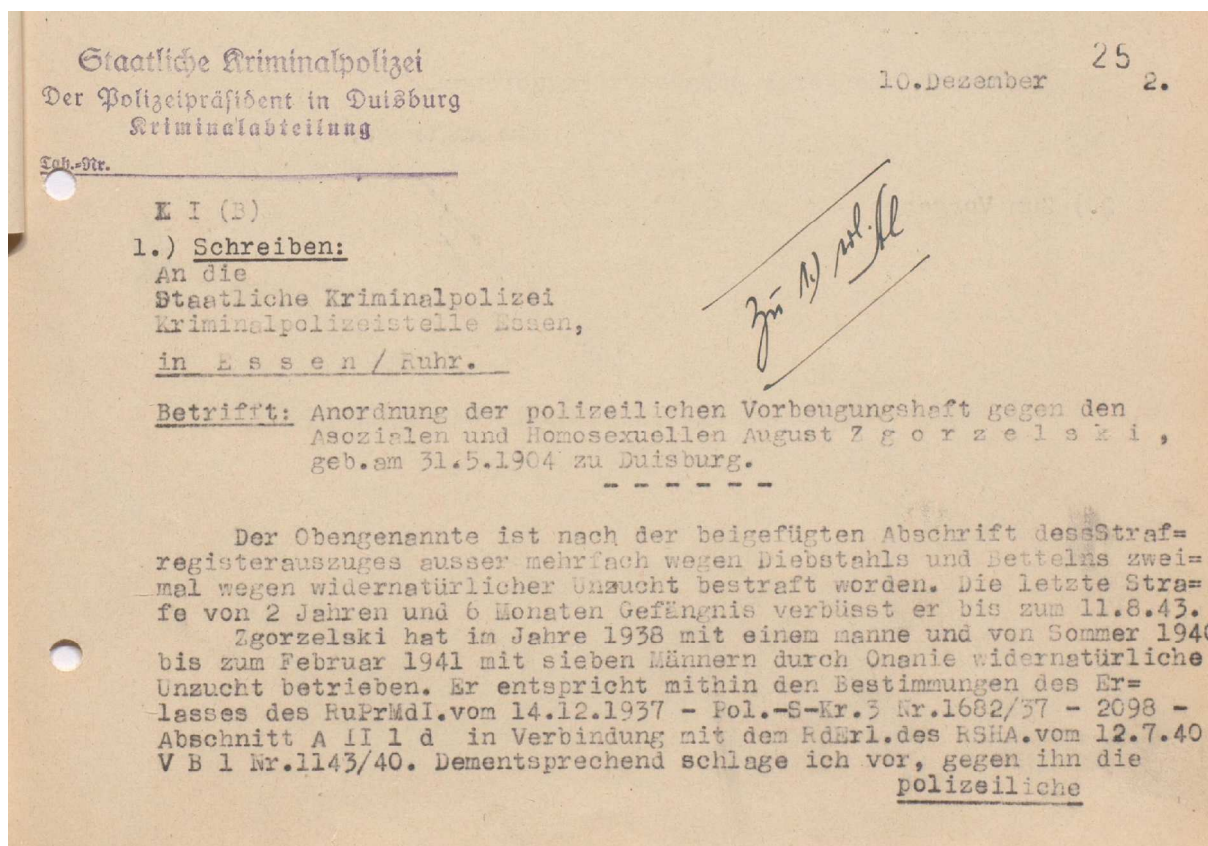 Staatliche Kriminalpolizei
Der Polizeipräsident in Duisburg
Kriminalabteilung
Tgb.-Nr.
25
10.Dezember 2.
K I (B)
1.) Schreiben:
An die
Staatliche Kriminalpolizei
Kriminalpolizeistelle Essen,
in E s s e n / Ruhr.
Zu 1)
Betrifft: Anordnung der polizeilichen Vorbeugungshaft gegen den
Asozialen und Homosexuellen August Z g o r z e l s k i ,
geb.am 31.5.1904 zu Duisburg.
- - - - - -
Der Obengenannte ist nach der beigefügten Abschrift dessStraf=
registerauszuges ausser mehrfach wegen Diebstahls und Bettelns zwei=
mal wegen widernatürlicher Unzucht bestraft worden. Die letzte Stra=
fe von 2 Jahren und 6 Monaten Gefängnis verbüsst er bis zum 11.8.43.
Zgorzelski hat im Jahre 1938 mit einem manne und von Sommer 1940
bis zum Februar 1941 mit sieben Männern durch Onanie widernatürliche
Unzucht betrieben. Er entspricht mithin den Bestimmungen des Er=
lasses des RuPrMdI.vom 14.12.1937 - Pol.-S-Kr.3 Nr.1682/37 - 2098 -
Abschnitt A II 1 d in Verbindung mit dem RdErl.des RSHA.vom 12.7.40
V B 1 Nr.1143/40. Dementsprechend schlage ich vor, gegen ihn die
polizeiliche